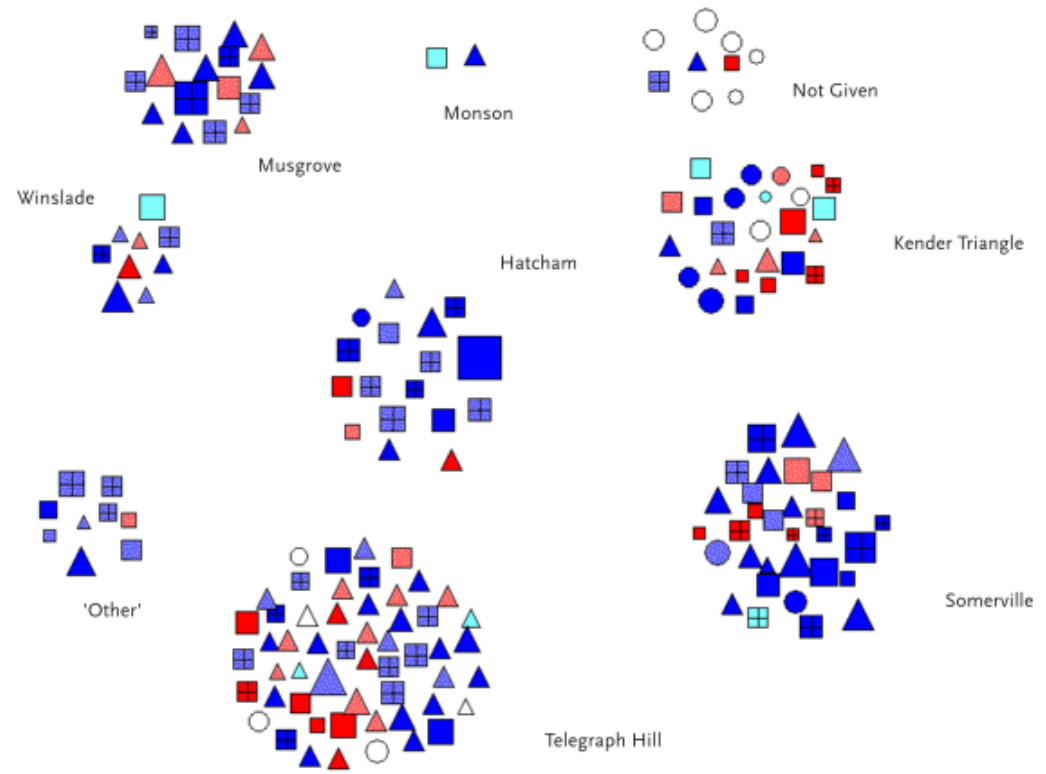 Not Given
Monson
Musgrove
Winslade
Kender Triangle
Hatcham
'Other'
Somerville
Telegraph Hill